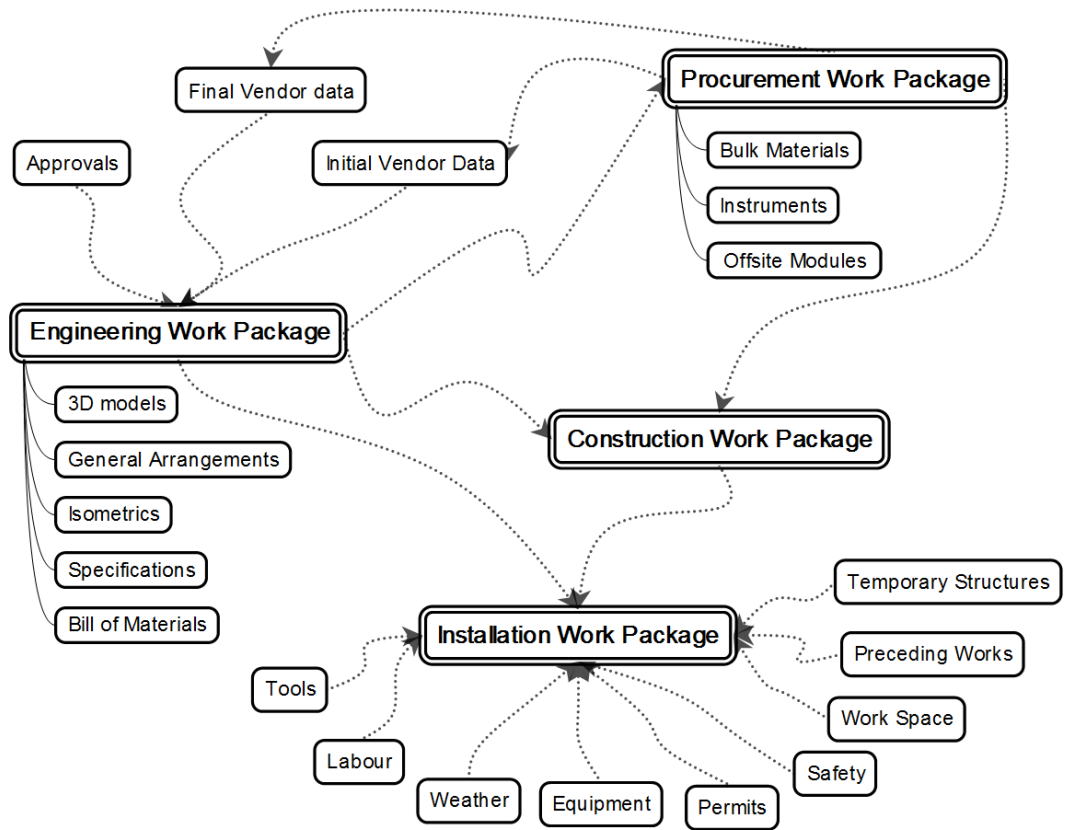 Procurement Work Package
Final Vendor data
Approvals
Initial Vendor Data
Bulk Materials
Instruments
Offsite Modules
Engineering Work Package
3D models
General Arrangements
Isometrics
Specifications
Bill of Materials
Construction Work Package
Installation Work Package
Temporary Structures
Preceding Works
Work Space
Tools
Labour
Weather
Equipment
Permits
Safety